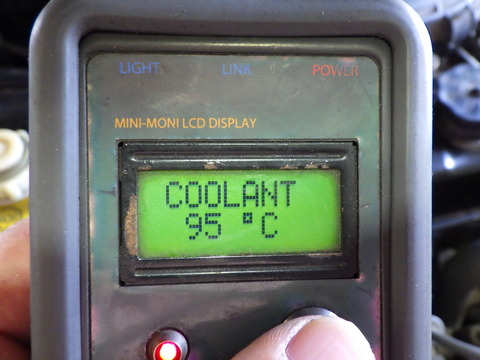 LIGHT LINK POWER
MINI-MONI LCD DISPLAY
COOLANT
95 °C